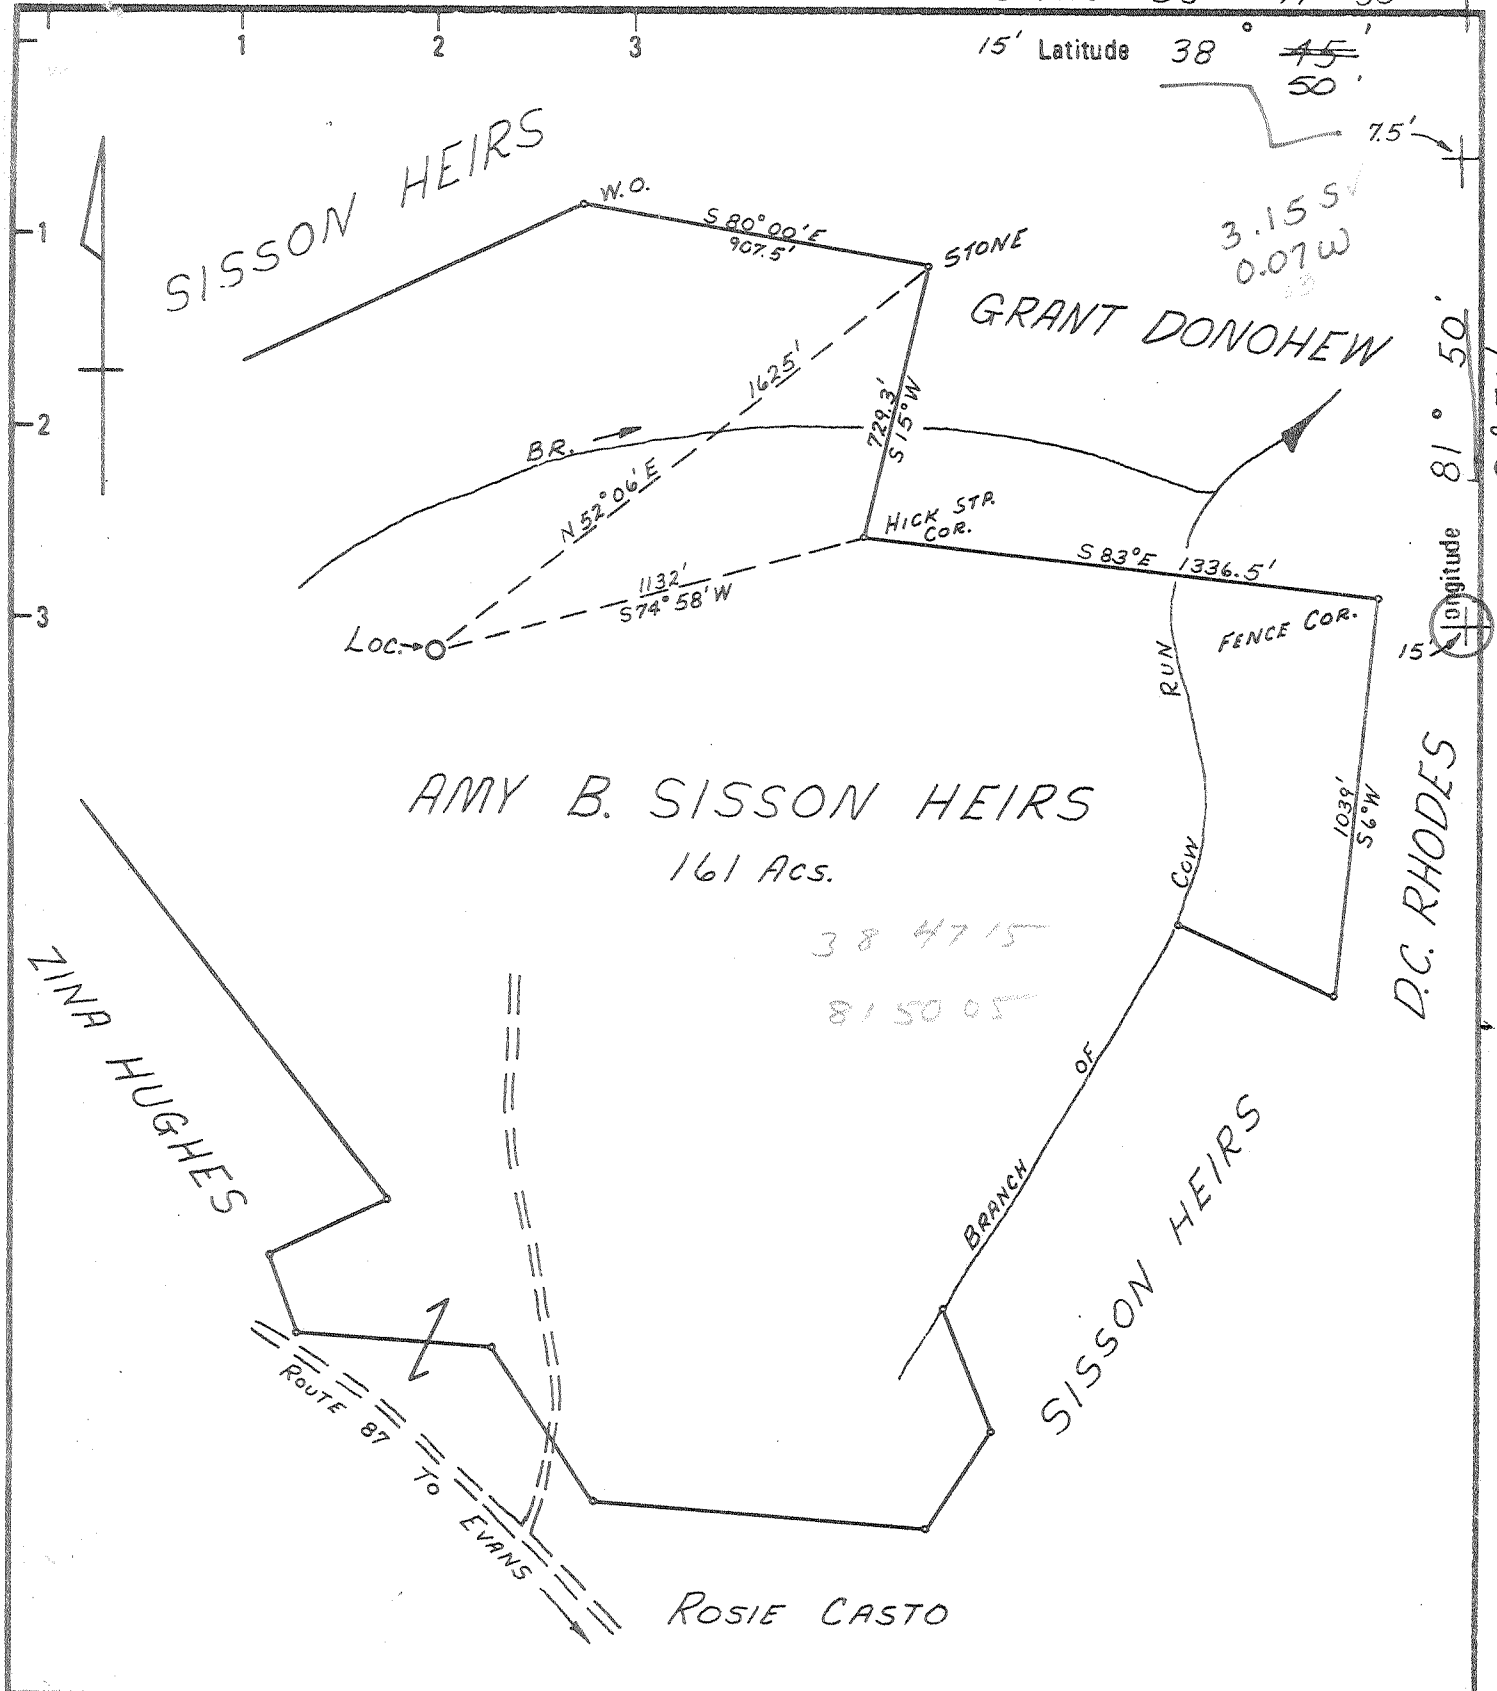 1 2 3
15' Latitude 38° 45'
50'
7.5'
SISSON HEIRS
W.O.
S 80°00' E
907.5'
STONE
3.15 S
0.07 W
1
GRANT DONOHEW
81° 50'
Longitude
15'
1625'
N 52°06' E
729.3'
S 15° W
2
BR.
HICK STP.
COR.
S 83° E 1336.5'
1132'
S 74° 58' W
3
LOC.
FENCE COR.
1039'
S 6° W
D.C. RHODES
AMY B. SISSON HEIRS
161 Acs.
38 47 15
81 50 05
BRANCH OF COW RUN
ZINA HUGHES
SISSON HEIRS
ROUTE 87 TO EVANS
ROSIE CASTO